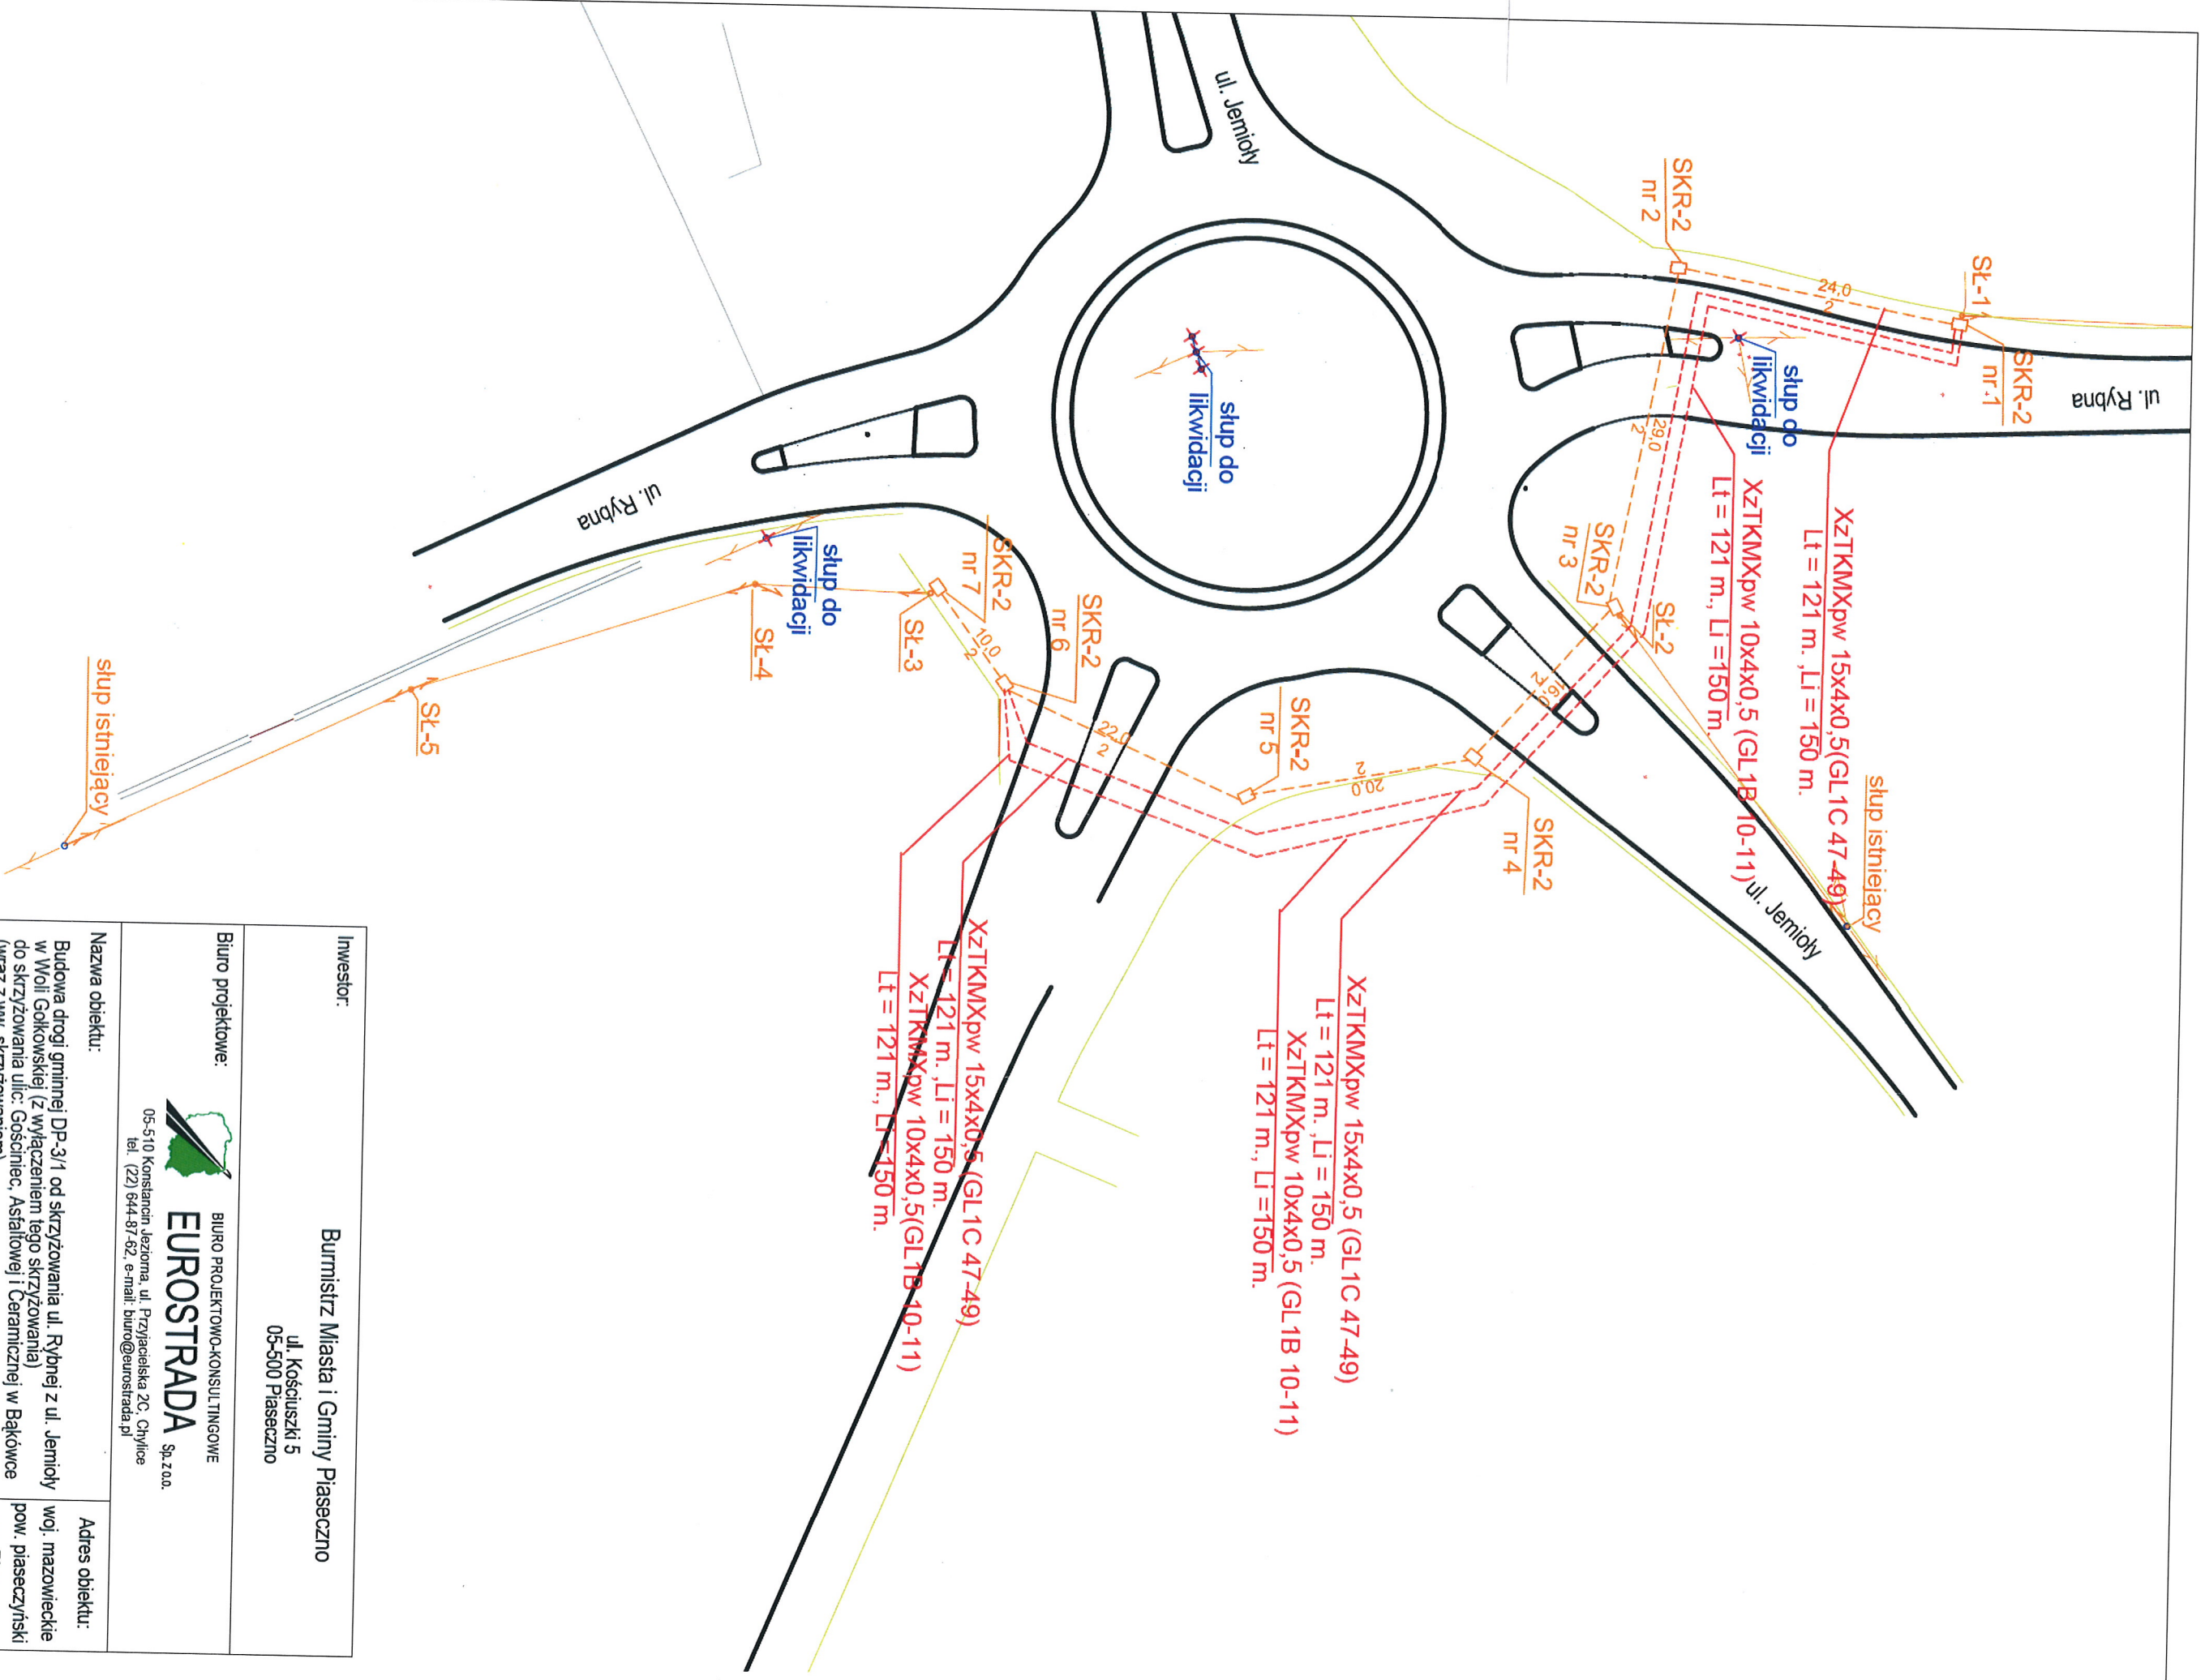 ul. Jemioły
SKR-2
nr 2
SŁ-1
SKR-2
nr 1
ul. Rybna
24,0
2
słup do
likwidacji
słup do
likwidacji
29,0
2
XzTKMXpw 15x4x0,5(GL1C 47-49)
Lt = 121 m. ,Li = 150 m.
XzTKMXpw 10x4x0,5 (GL1B 10-11)
Lt = 121 m., Li =150 m.
SKR-2
nr 3
SŁ-2
16,0
2
słup istniejący
ul. Jemioły
SKR-2
nr 4
20,0
2
SKR-2
nr 5
22,0
2
SKR-2
nr 6
10,0
2
SKR-2
nr 7
SŁ-3
ul. Rybna
słup do
likwidacji
SŁ-4
SŁ-5
słup istniejący
XzTKMXpw 15x4x0,5 (GL1C 47-49)
Lt = 121 m. ,Li = 150 m.
XzTKMXpw 10x4x0,5 (GL1B 10-11)
Lt = 121 m., Li =150 m.
XzTKMXpw 15x4x0,5 (GL1C 47-49)
Lt = 121 m. ,Li = 150 m.
XzTKMXpw 10x4x0,5(GL1B 10-11)
Lt = 121 m., Li =150 m.
Inwestor:
Burmistrz Miasta i Gminy Piaseczno
ul. Kościuszki 5
05-500 Piaseczno
Biuro projektowe:
BIURO PROJEKTOWO-KONSULTINGOWE
EUROSTRADA Sp. z o.o.
05-510 Konstancin Jeziorna, ul. Przyjacielska 2C, Chylice
tel. (22) 644-87-62, e-mail: biuro@eurostrada.pl
Nazwa obiektu:
Budowa drogi gminnej DP-3/1 od skrzyżowania ul. Rybnej z ul. Jemioły
w Woli Gołkowskiej (z wyłączeniem tego skrzyżowania)
do skrzyżowania ulic: Gościniec, Asfaltowej i Ceramicznej w Bąkówce
Adres obiektu:
woj. mazowieckie
pow. piaseczyński